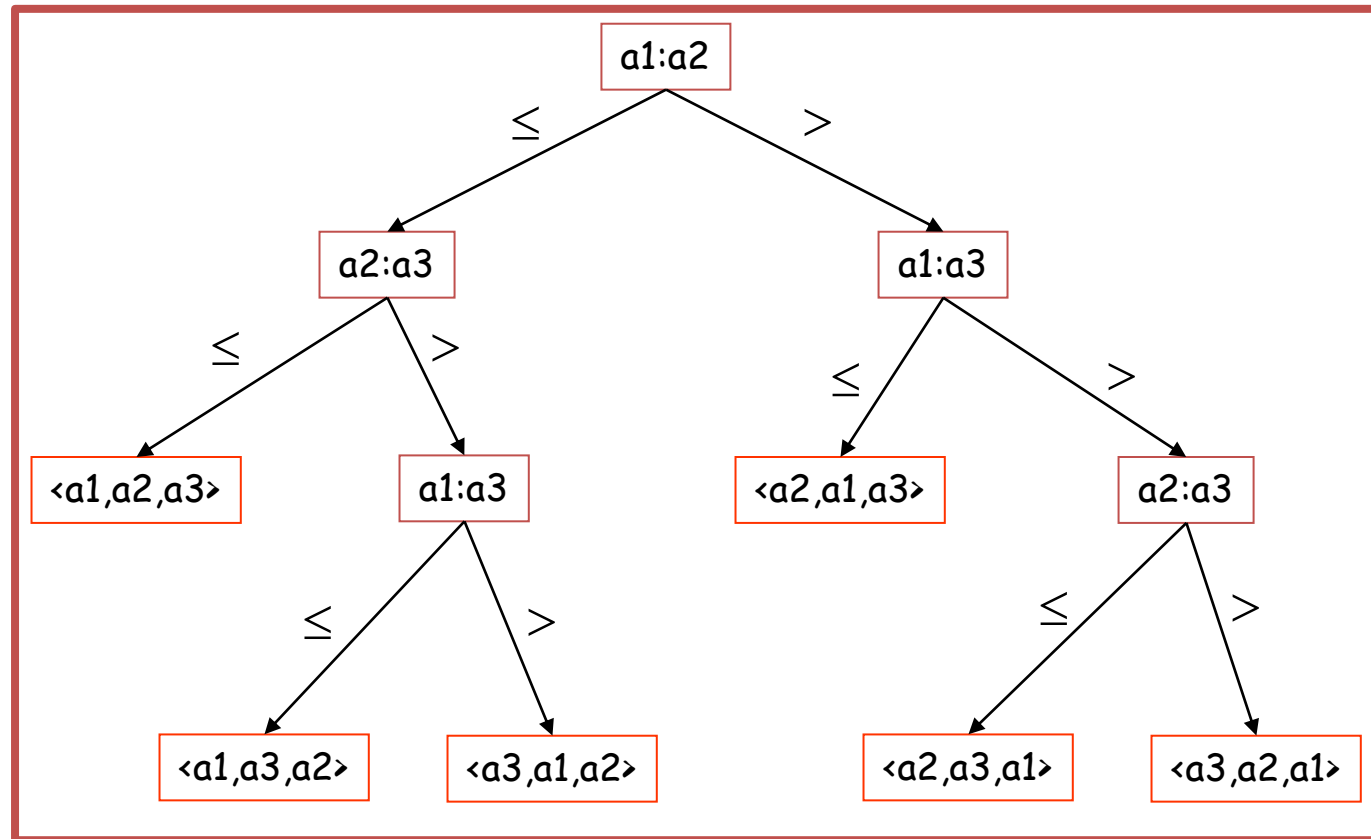 a1:a2
≤ >
a2:a3 a1:a3
≤ > ≤ >
<a1,a2,a3> a1:a3 <a2,a1,a3> a2:a3
≤ > ≤ >
<a1,a3,a2> <a3,a1,a2> <a2,a3,a1> <a3,a2,a1>